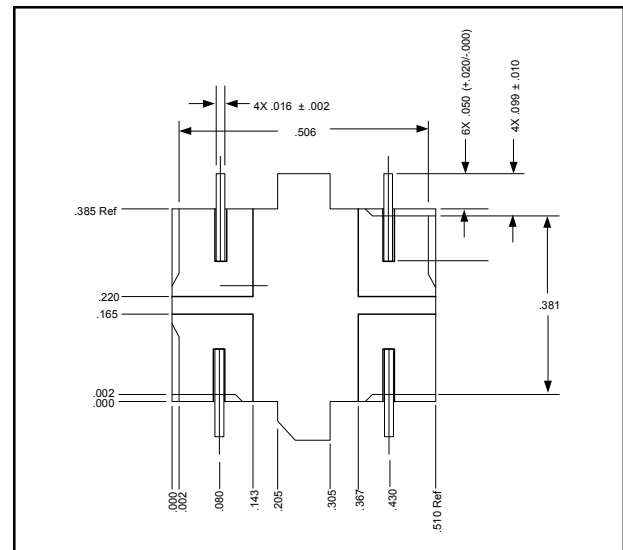 6X .050 (+.020/-.000)
4X .099 ± .010
4X .016 ± .002
.506
.385 Ref
.220
.165
.381
.002
.000
.000
.002
.080
.143
.205
.305
.367
.430
.510 Ref